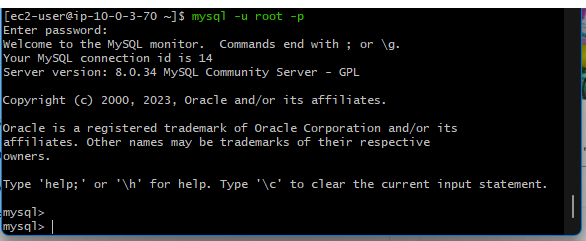 [ec2-user@ip-10-0-3-70 ~]$ mysql -u root -p
Enter password:
Welcome to the MySQL monitor.  Commands end with ; or \g.
Your MySQL connection id is 14
Server version: 8.0.34 MySQL Community Server - GPL

Copyright (c) 2000, 2023, Oracle and/or its affiliates.

Oracle is a registered trademark of Oracle Corporation and/or its
affiliates. Other names may be trademarks of their respective
owners.

Type 'help;' or '\h' for help. Type '\c' to clear the current input statement.

mysql>
mysql>